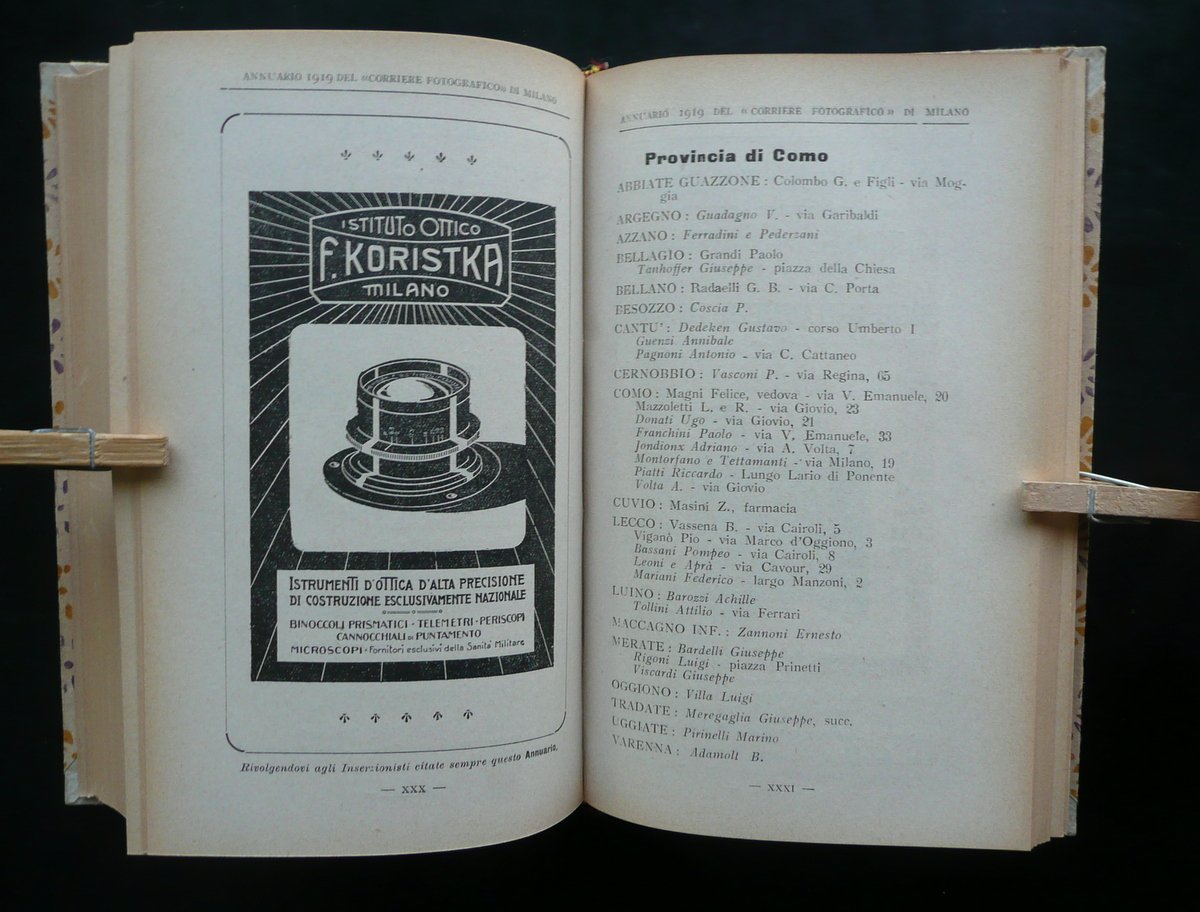 ANNUARIO 1919 DEL «CORRIERE FOTOGRAFICO» DI MILANO
ISTITUTO OTTICO
F. KORISTKA
MILANO
ISTRUMENTI D'OTTICA D'ALTA PRECISIONE
DI COSTRUZIONE ESCLUSIVAMENTE NAZIONALE
BINOCCOLI PRISMATICI - TELEMETRI - PERISCOPI
CANNOCCHIALI DI PUNTAMENTO
MICROSCOPI - Fornitori esclusivi della Sanità Militare
Rivolgendovi agli Inserzionisti citate sempre questo Annuario.
— XXX —
ANNUARIO 1919 DEL «CORRIERE FOTOGRAFICO» DI MILANO
Provincia di Como
ABBIATE GUAZZONE: Colombo G. e Figli - via Mog-
gia
ARGEGNO: Guadagno V. - via Garibaldi
AZZANO: Ferradini e Pederzani
BELLAGIO: Grandi Paolo
Tanhoffer Giuseppe - piazza della Chiesa
BELLANO: Radaelli G. B. - via C. Porta
BESOZZO: Coscia P.
CANTU': Dedeken Gustavo - corso Umberto I
Guenzi Annibale
Pagnoni Antonio - via C. Cattaneo
CERNOBBIO: Vasconi P. - via Regina, 65
COMO: Magni Felice, vedova - via V. Emanuele, 20
Mazzoletti L. e R. - via Giovio, 23
Donati Ugo - via Giovio, 21
Franchini Paolo - via V. Emanuele, 33
Jondionx Adriano - via A. Volta, 7
Montorfano e Tettamanti - via Milano, 19
Piatti Riccardo - Lungo Lario di Ponente
Volta A. - via Giovio
CUVIO: Masini Z., farmacia
LECCO: Vassena B. - via Cairoli, 5
Viganò Pio - via Marco d'Oggiono, 3
Bassani Pompeo - via Cairoli, 8
Leoni e Aprà - via Cavour, 29
Mariani Federico - largo Manzoni, 2
LUINO: Barozzi Achille
Tollini Attilio - via Ferrari
MACCAGNO INF.: Zannoni Ernesto
MERATE: Bardelli Giuseppe
Rigoni Luigi - piazza Prinetti
Viscardi Giuseppe
OGGIONO: Villa Luigi
TRADATE: Meregaglia Giuseppe, succ.
UGGIATE: Pirinelli Marino
VARENNA: Adamolt B.
— XXXI —